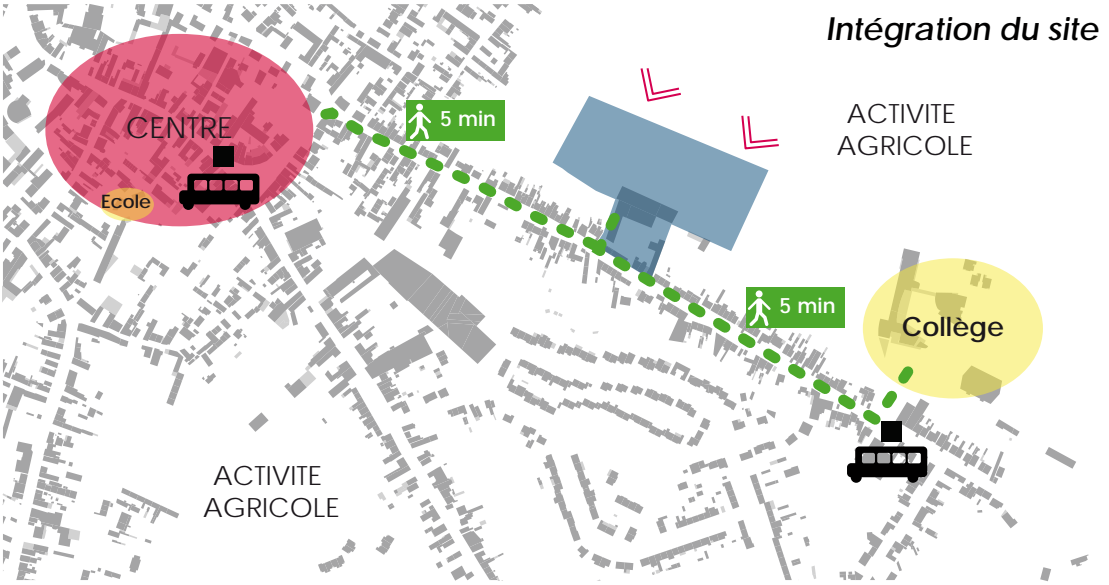 Intégration du site
CENTRE
5 min
ACTIVITE
AGRICOLE
Ecole
5 min
Collège
ACTIVITE
AGRICOLE